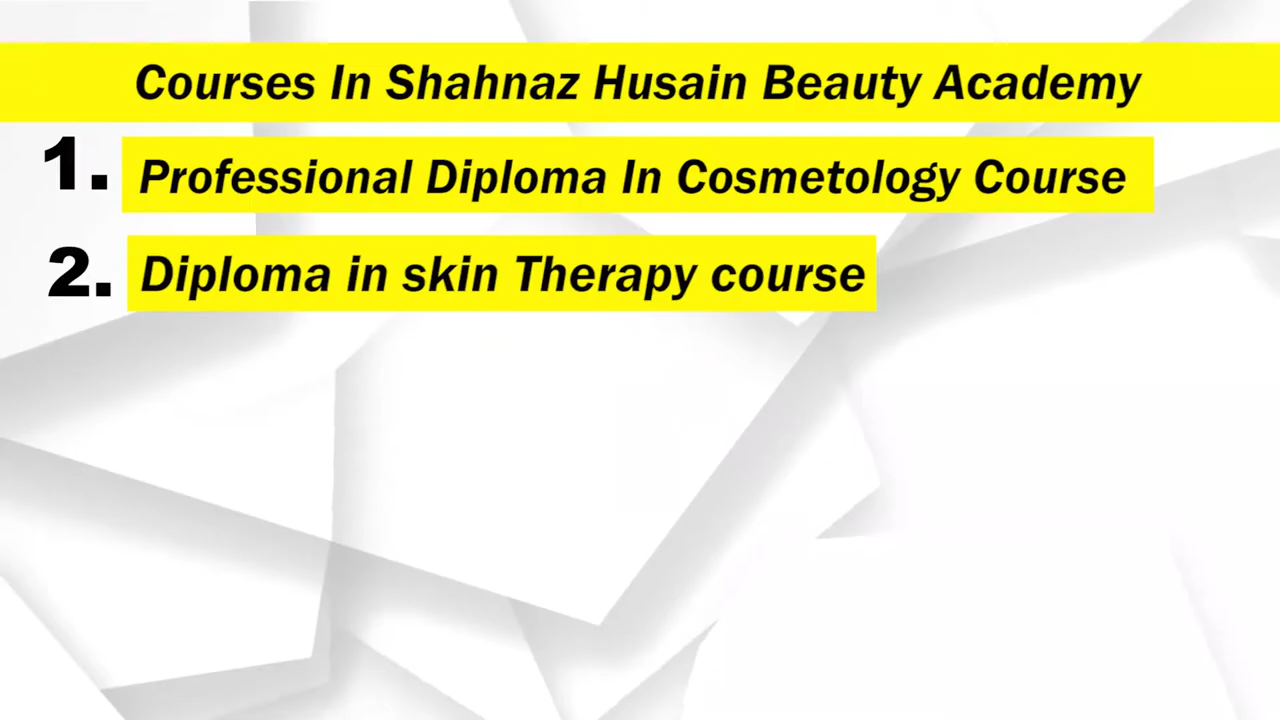 Courses In Shahnaz Husain Beauty Academy
1. Professional Diploma In Cosmetology Course
2. Diploma in skin Therapy course